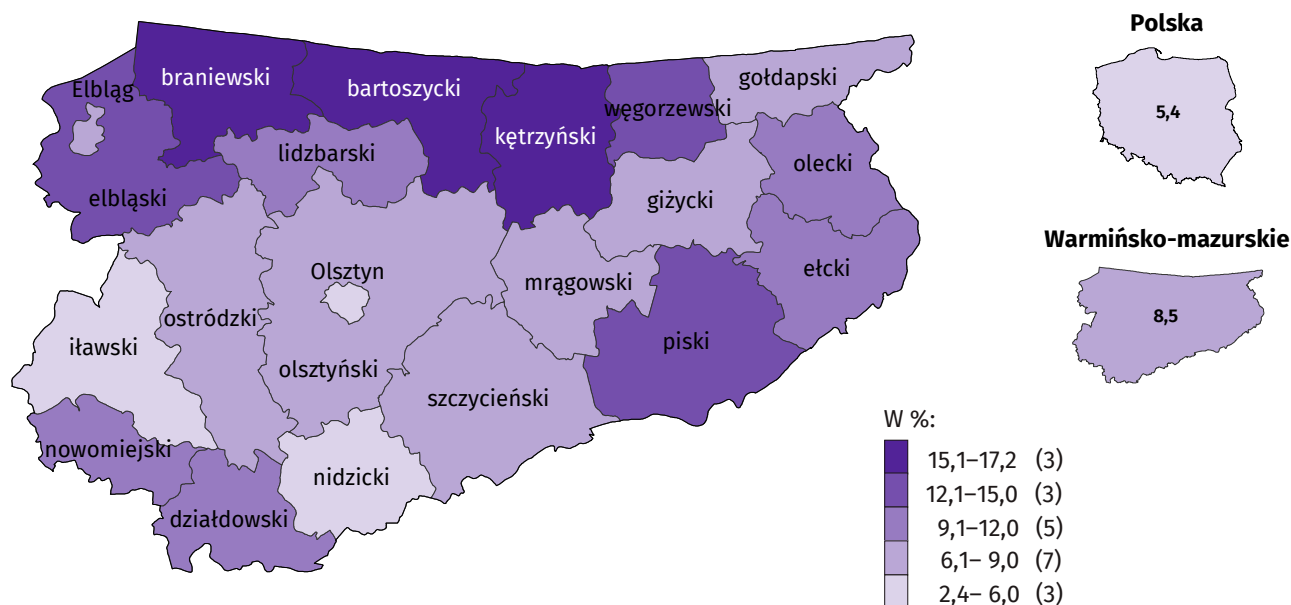 Polska
5,4
Elbląg
braniewski
bartoszycki
kętrzyński
węgorzewski
gołdapski
lidzbarski
olecki
elbląski
giżycki
Warmińsko-mazurskie
8,5
Olsztyn
mrągowski
ełcki
ostródzki
iławski
piski
olsztyński
szczycieński
nowomiejski
nidzicki
działdowski
W %:
15,1–17,2 (3)
12,1–15,0 (3)
9,1–12,0 (5)
6,1– 9,0 (7)
2,4– 6,0 (3)